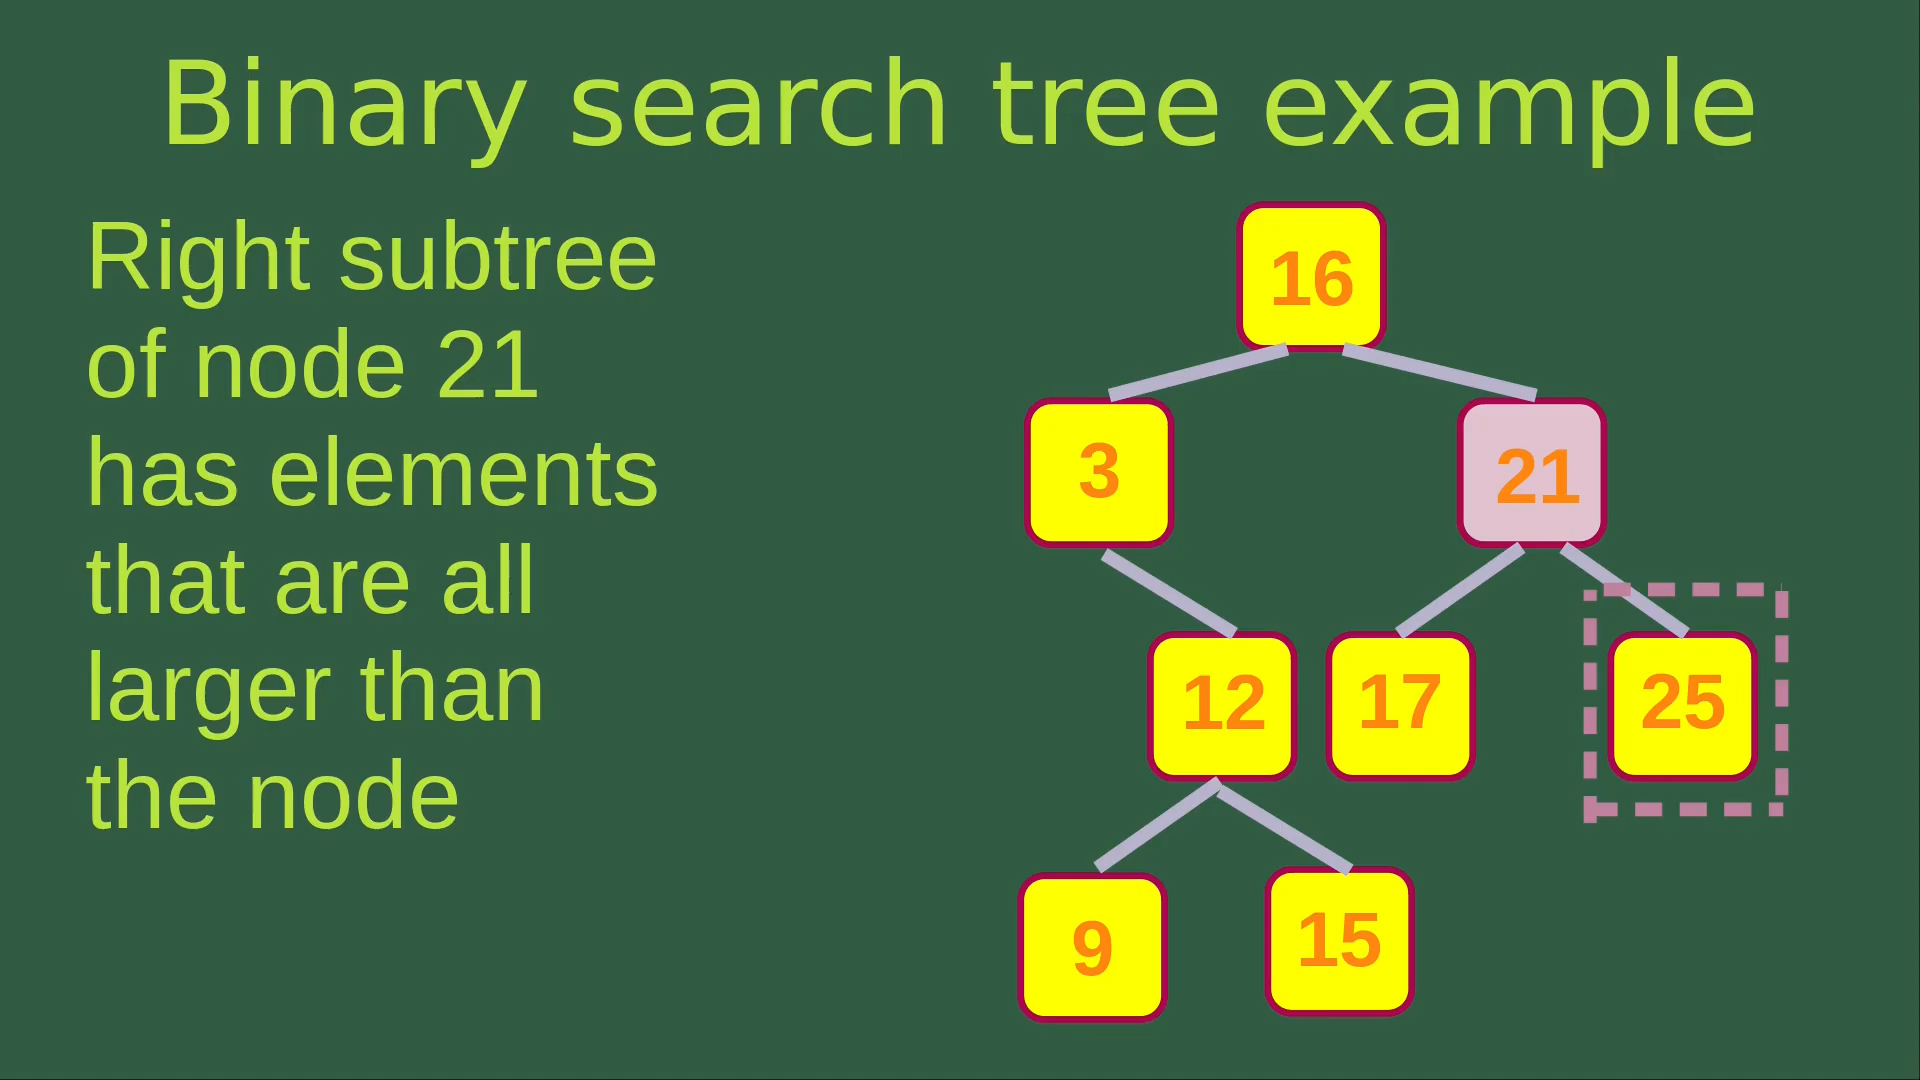 Binary search tree example
Right subtree
of node 21
has elements
that are all
larger than
the node
16
3
21
12
17
25
9
15